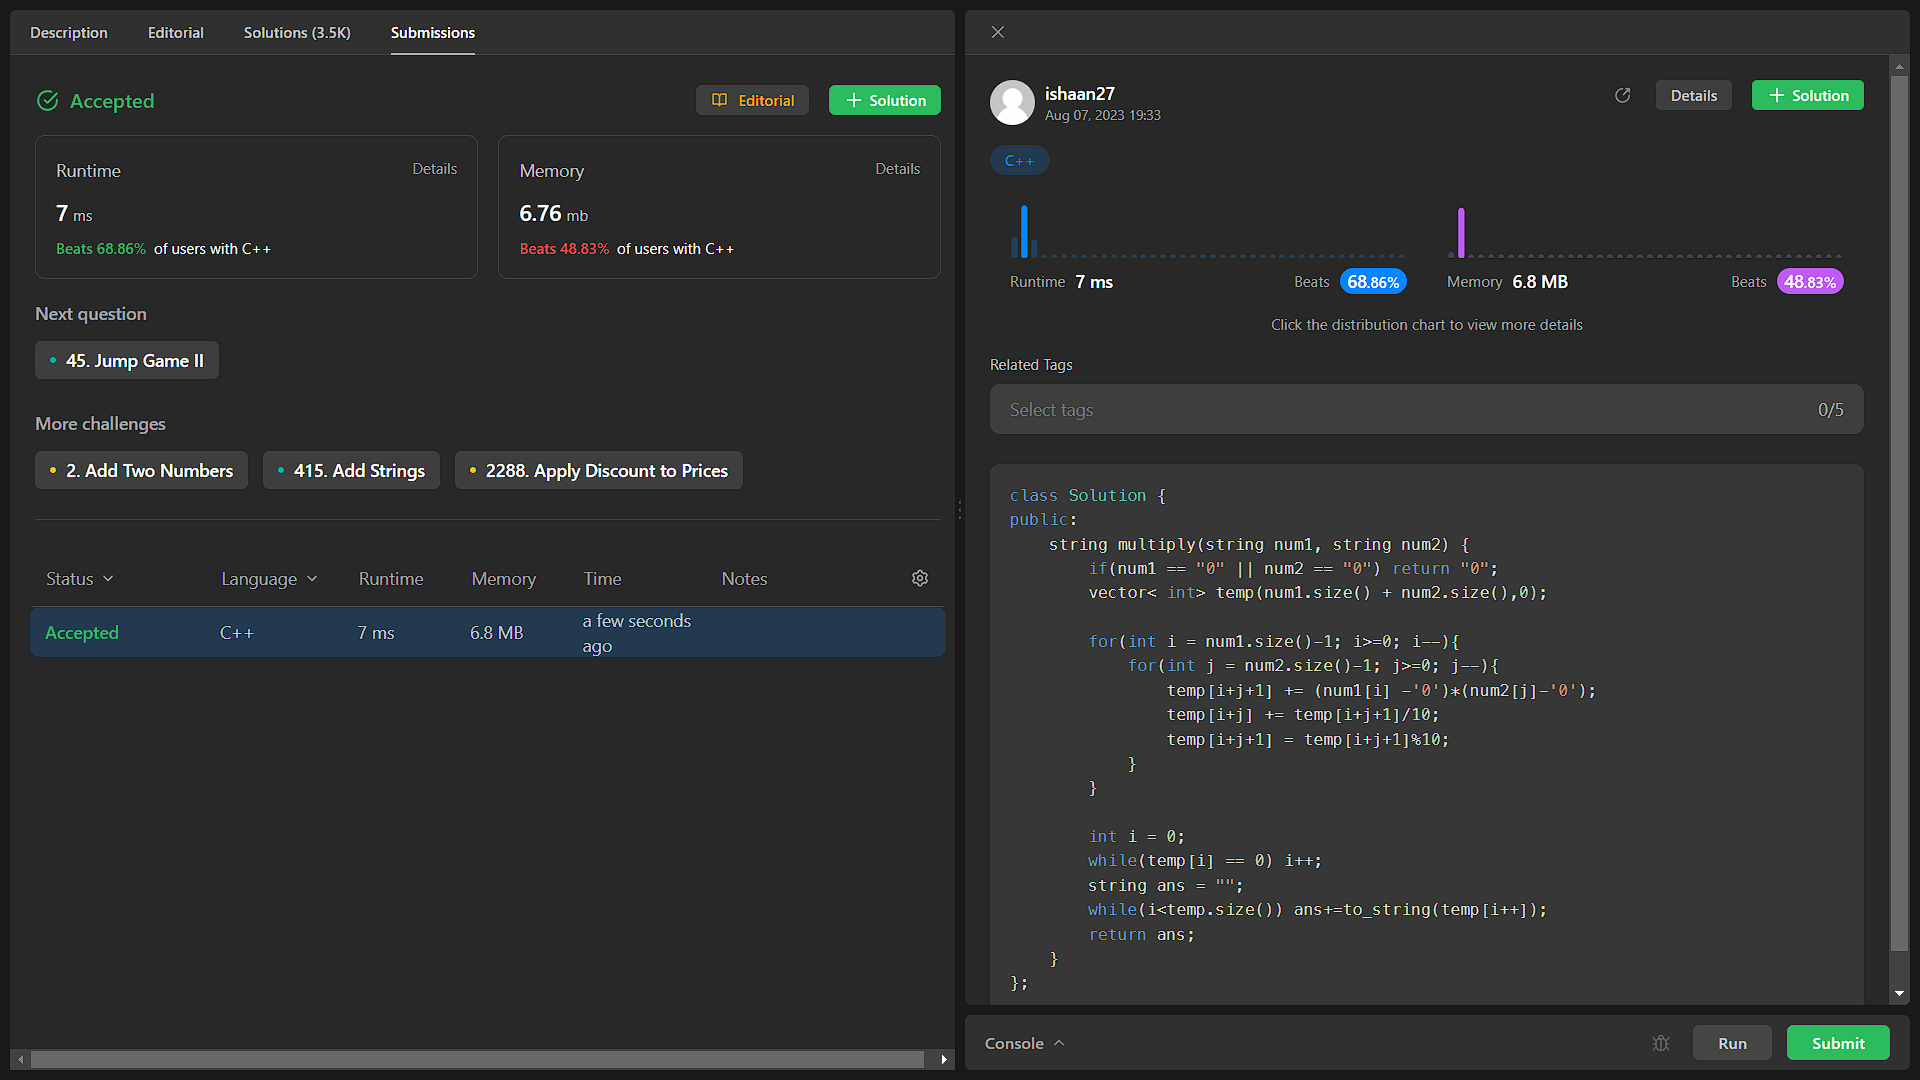 Description Editorial Solutions (3.5K) Submissions
Accepted
Editorial
Solution
Runtime Details
7 ms
Beats 68.86% of users with C++
Memory Details
6.76 mb
Beats 48.83% of users with C++
Next question
45. Jump Game II
More challenges
2. Add Two Numbers 415. Add Strings 2288. Apply Discount to Prices
Status Language Runtime Memory Time Notes
Accepted C++ 7 ms 6.8 MB a few seconds
ago
ishaan27
Aug 07, 2023 19:33
Details
Solution
C++
Runtime 7 ms Beats 68.86% Memory 6.8 MB Beats 48.83%
Click the distribution chart to view more details
Related Tags
Select tags 0/5
class Solution {
public:
    string multiply(string num1, string num2) {
        if(num1 == "0" || num2 == "0") return "0";
        vector< int> temp(num1.size() + num2.size(),0);
        for(int i = num1.size()-1; i>=0; i--){
            for(int j = num2.size()-1; j>=0; j--){
                temp[i+j+1] += (num1[i] -'0')*(num2[j]-'0');
                temp[i+j] += temp[i+j+1]/10;
                temp[i+j+1] = temp[i+j+1]%10;
            }
        }
        int i = 0;
        while(temp[i] == 0) i++;
        string ans = "";
        while(i<temp.size()) ans+=to_string(temp[i++]);
        return ans;
    }
};
Console Run Submit